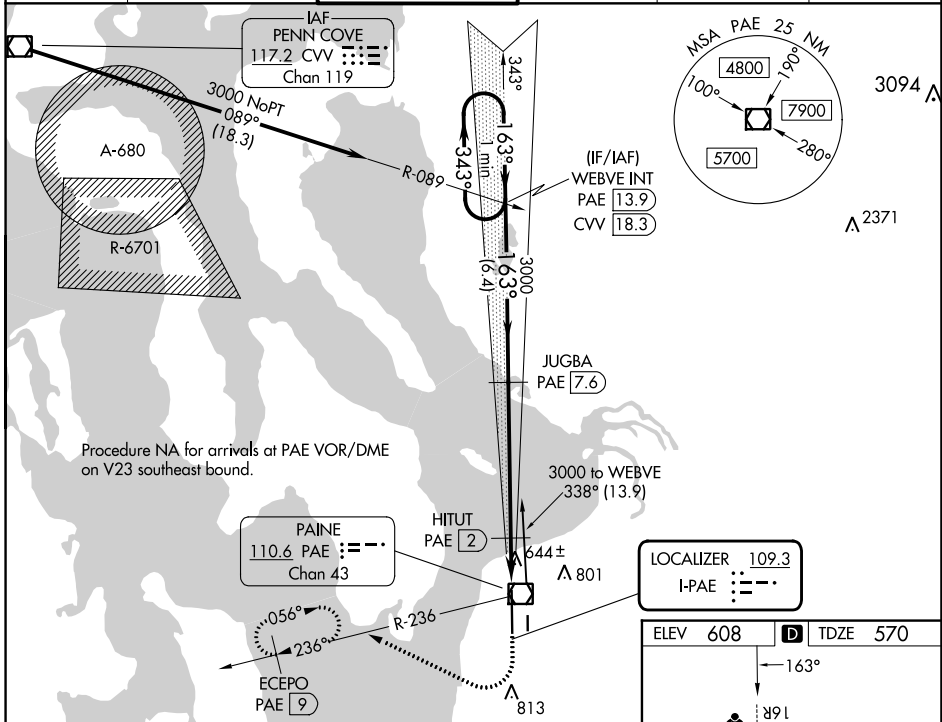 IAF
PENN COVE
117.2 CVV
Chan 119
3000 NoPT
089°
(18.3)
R-089
A-680
R-6701
343°
163°
1 min
343°
(IF/IAF)
WEBVE INT
PAE 13.9
CVV 18.3
3000
163°
(6.4)
MSA PAE 25 NM
4800
190°
100°
7900
280°
5700
3094
2371
JUGBA
PAE 7.6
Procedure NA for arrivals at PAE VOR/DME
on V23 southeast bound.
3000 to WEBVE
338° (13.9)
HITUT
PAE 2
644±
801
PAINE
110.6 PAE
Chan 43
LOCALIZER 109.3
I-PAE
R-236
056°
236°
ECEPO
PAE 9
813
ELEV 608 D TDZE 570
163°
16R